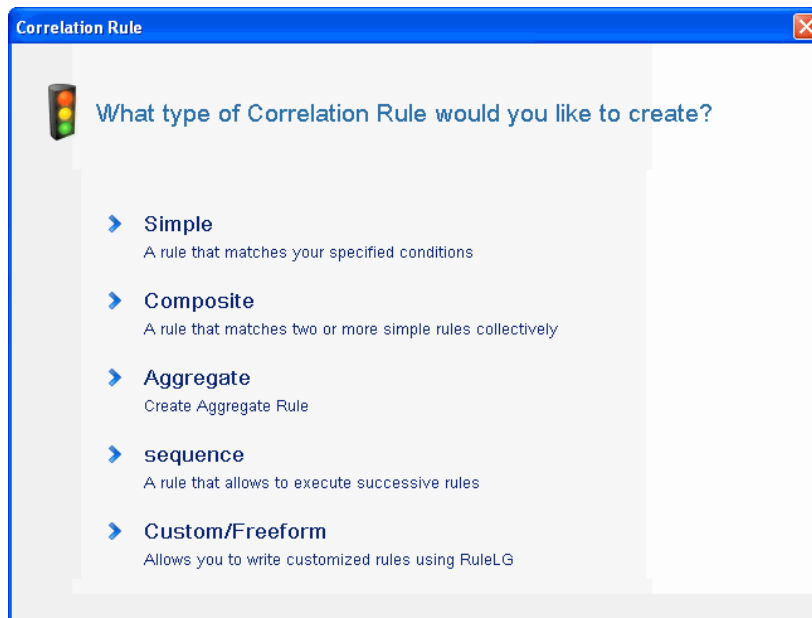 Correlation Rule
What type of Correlation Rule would you like to create?
Simple
A rule that matches your specified conditions
Composite
A rule that matches two or more simple rules collectively
Aggregate
Create Aggregate Rule
sequence
A rule that allows to execute successive rules
Custom/Freeform
Allows you to write customized rules using RuleLG